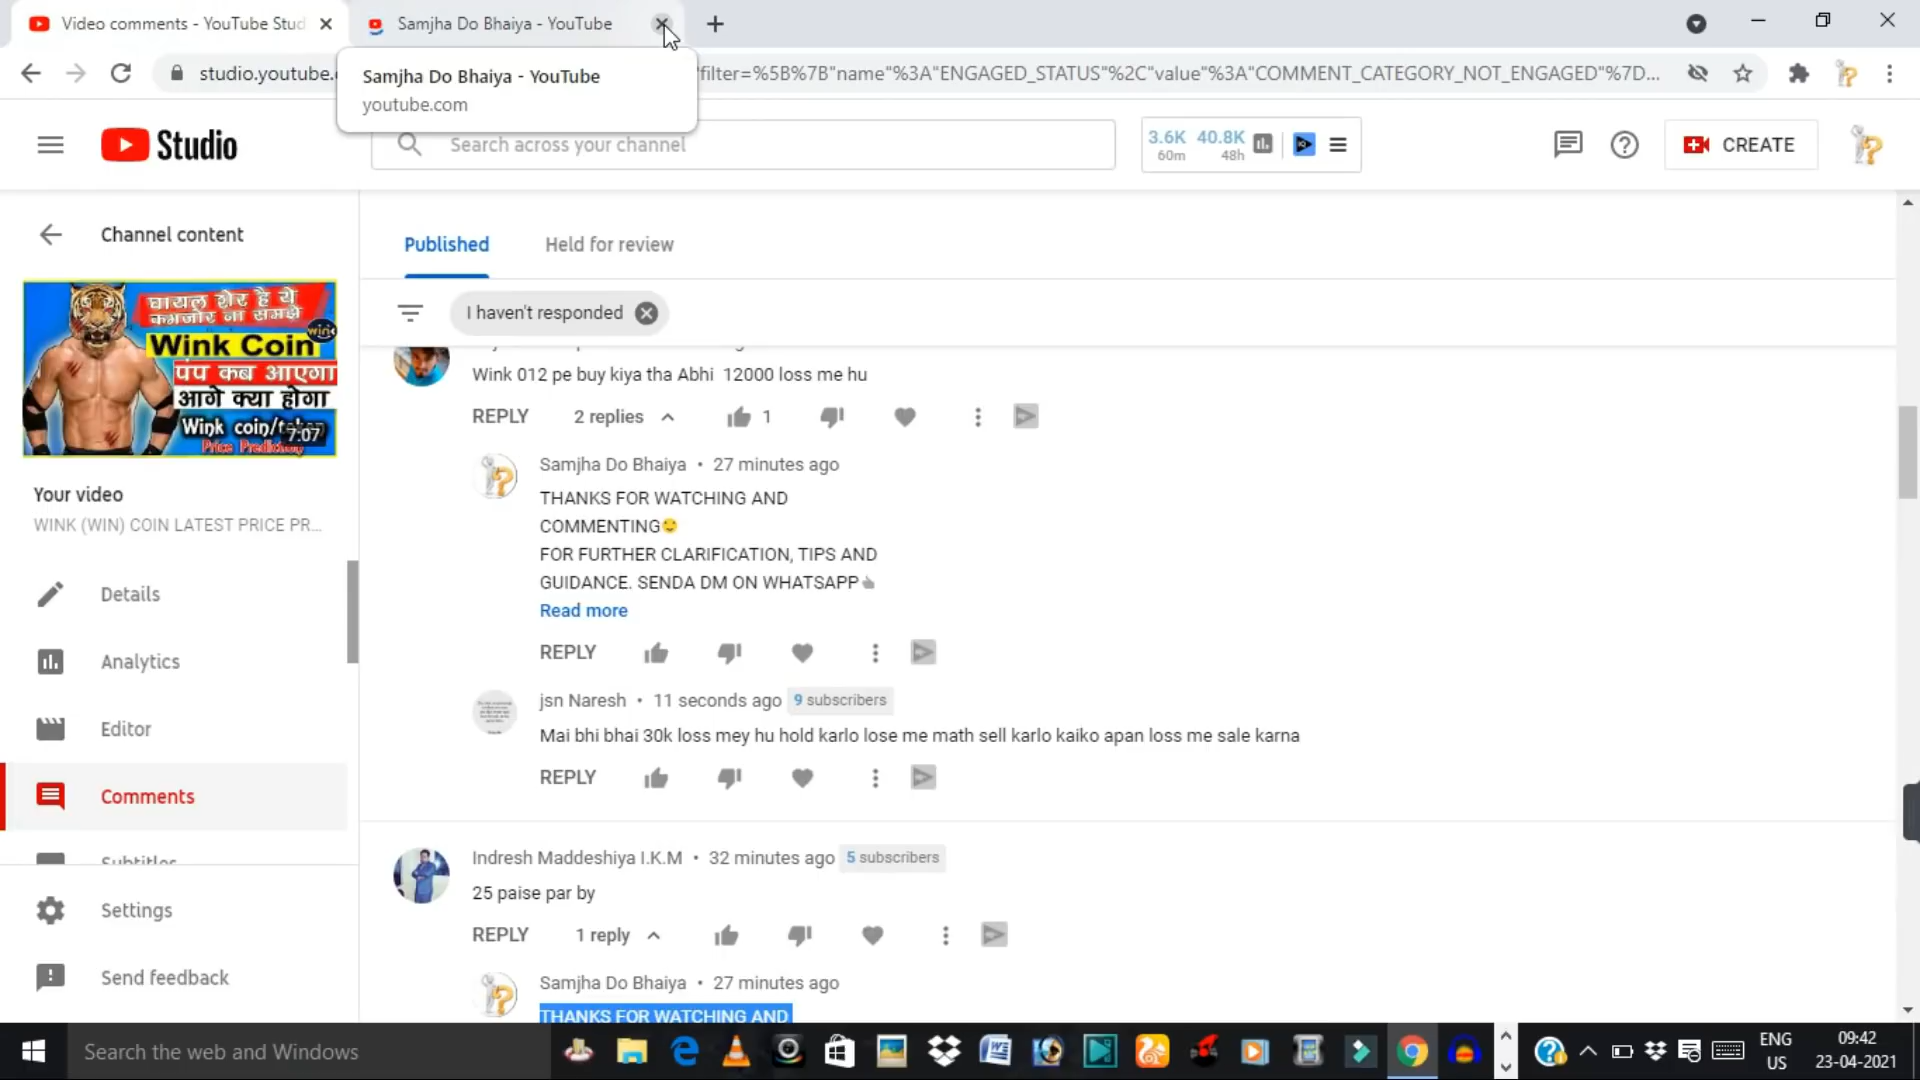 Video comments - YouTube Stud
Samjha Do Bhaiya - YouTube
studio.youtube.
filter=%5B%7B"name"%3A"ENGAGED_STATUS"%2C"value"%3A"COMMENT_CATEGORY_NOT_ENGAGED"%7D...
Samjha Do Bhaiya - YouTube
youtube.com
Studio
Search across your channel
3.6K 40.8K
60m 48h
CREATE
Channel content
Published
Held for review
I haven't responded
घायल शेर है ये
कमजोर ना समझे
wink
Wink Coin
पंप कब आएगा
आगे क्या होगा
Wink coin/token
7:07
Price Prediction
Your video
WINK (WIN) COIN LATEST PRICE PR...
Details
Analytics
Editor
Comments
Subtitles
Settings
Send feedback
Wink 012 pe buy kiya tha Abhi 12000 loss me hu
REPLY 2 replies 1
Samjha Do Bhaiya • 27 minutes ago
THANKS FOR WATCHING AND
COMMENTING😊
FOR FURTHER CLARIFICATION, TIPS AND
GUIDANCE. SENDA DM ON WHATSAPP👍
Read more
REPLY
jsn Naresh • 11 seconds ago 9 subscribers
Mai bhi bhai 30k loss mey hu hold karlo lose me math sell karlo kaiko apan loss me sale karna
REPLY
Indresh Maddeshiya I.K.M • 32 minutes ago 5 subscribers
25 paise par by
REPLY 1 reply
Samjha Do Bhaiya • 27 minutes ago
THANKS FOR WATCHING AND
Search the web and Windows
ENG
US
09:42
23-04-2021